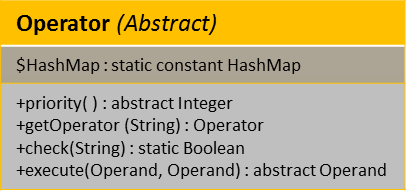 Operator (Abstract)
$HashMap : static constant HashMap
+priority( ) : abstract Integer
+getOperator (String) : Operator
+check(String) : static Boolean
+execute(Operand, Operand) : abstract Operand